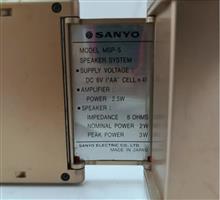 SANYO
MODEL MSP-5
SPEAKER SYSTEM
• SUPPLY VOLTAGE :
DC 6V ("AA" CELL × 4)
• AMPLIFIER
POWER 2.5W
• SPEAKER :
IMPEDANCE 8 OHMS
NOMINAL POWER 2W
PEAK POWER 3W
SANYO ELECTRIC CO., LTD.
MADE IN JAPAN